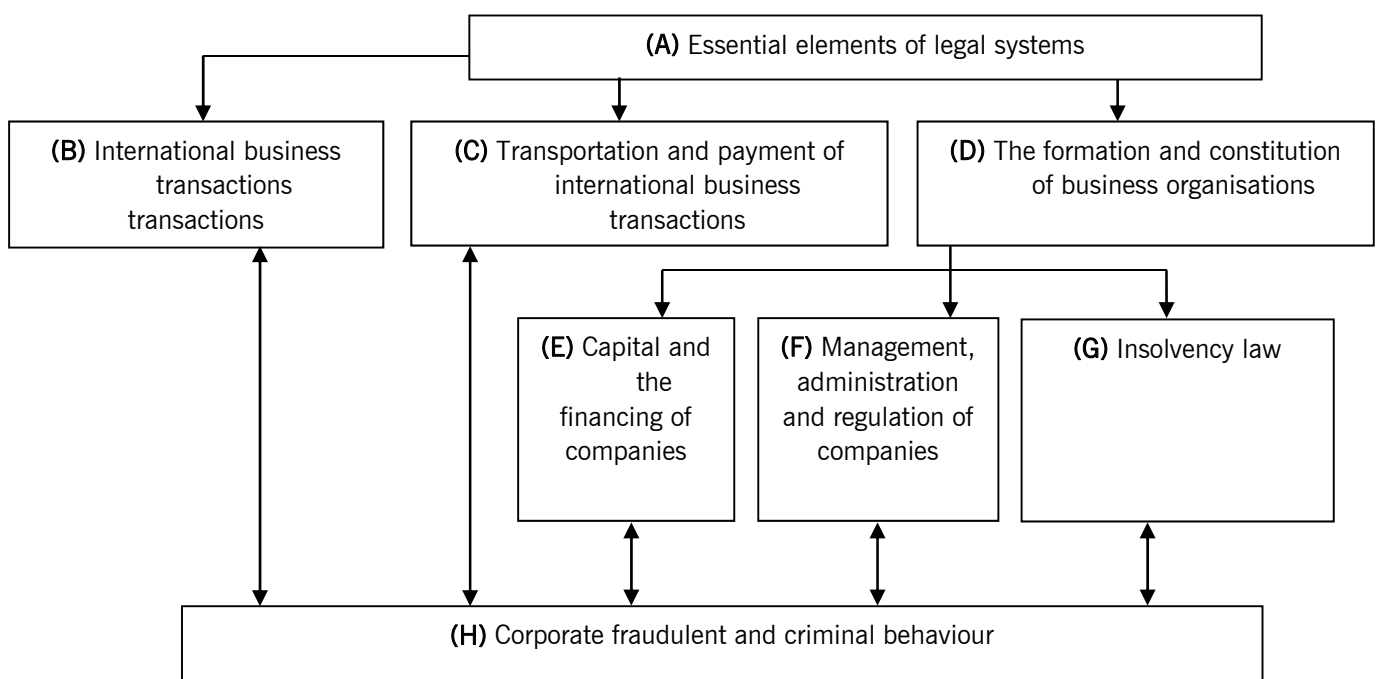 (A) Essential elements of legal systems
(B) International business
transactions
transactions
(C) Transportation and payment of
international business
transactions
(D) The formation and constitution
of business organisations
(E) Capital and
the
financing of
companies
(F) Management,
administration
and regulation of
companies
(G) Insolvency law
(H) Corporate fraudulent and criminal behaviour